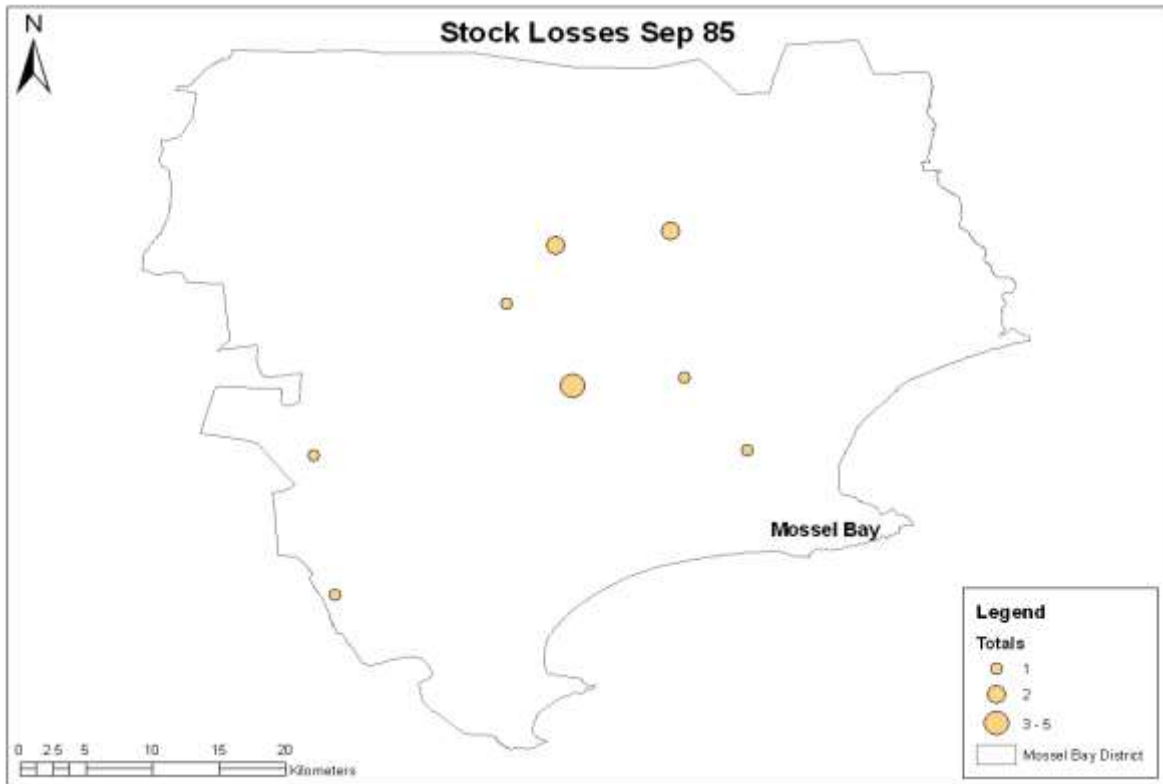 N
Stock Losses Sep 85
Mossel Bay
Legend
Totals
1
2
3 - 5
Mossel Bay District
0 2.5 5 10 15 20
Kilometers